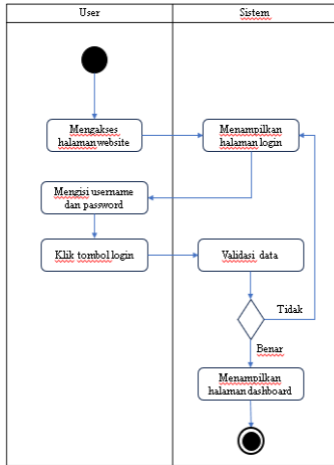 User
Sistem
Mengakses
halaman website
Menampilkan
halaman login
Mengisi username
dan password
Klik tombol login
Validasi data
Tidak
Benar
Menampilkan
halaman dashboard